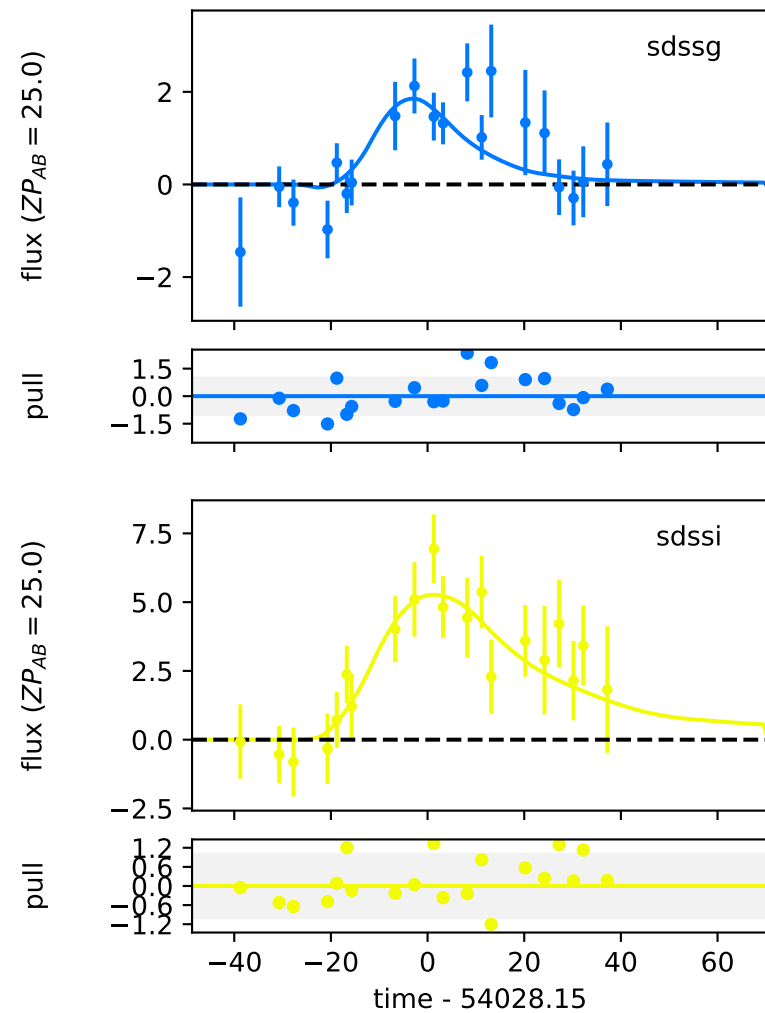 sdssg
flux (ZP_AB = 25.0)
2
0
−2
pull
1.5
0.0
−1.5
sdssi
flux (ZP_AB = 25.0)
7.5
5.0
2.5
0.0
−2.5
pull
1.2
0.6
0.0
−0.6
−1.2
−40 −20 0 20 40 60
time - 54028.15